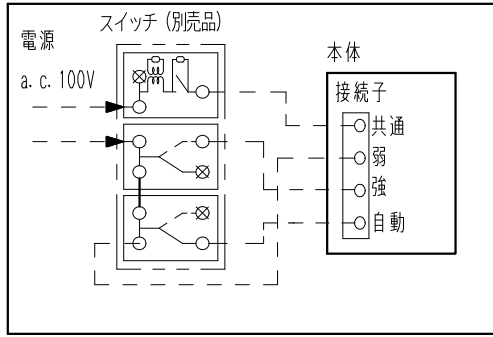 スイッチ(別売品)
電源
a.c.100V
本体
接続子
共通
弱
強
自動